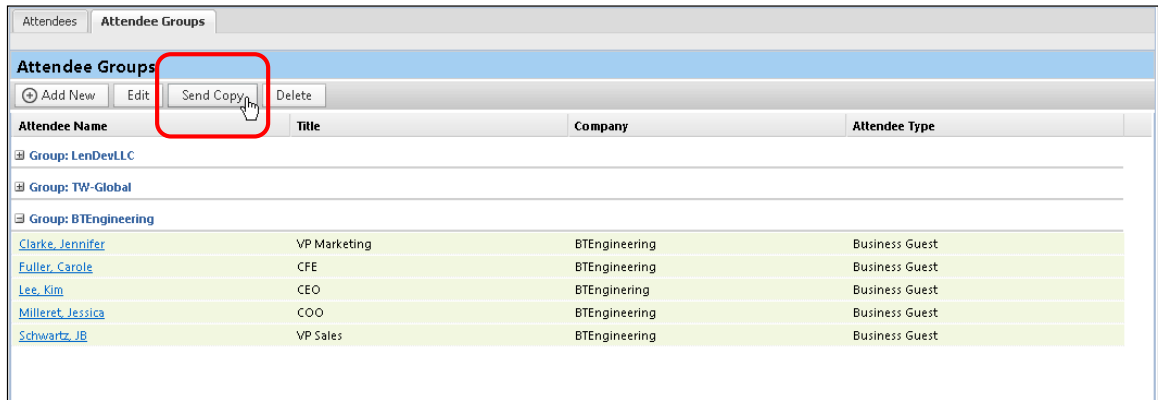 Attendees Attendee Groups
Attendee Groups
Add New Edit Send Copy Delete
Attendee Name Title Company Attendee Type
Group: LenDevLLC
Group: TW-Global
Group: BTEngineering
Clarke, Jennifer VP Marketing BTEngineering Business Guest
Fuller, Carole CFE BTEngineering Business Guest
Lee, Kim CEO BTEnginering Business Guest
Milleret, Jessica COO BTEngineering Business Guest
Schwartz, JB VP Sales BTEngineering Business Guest